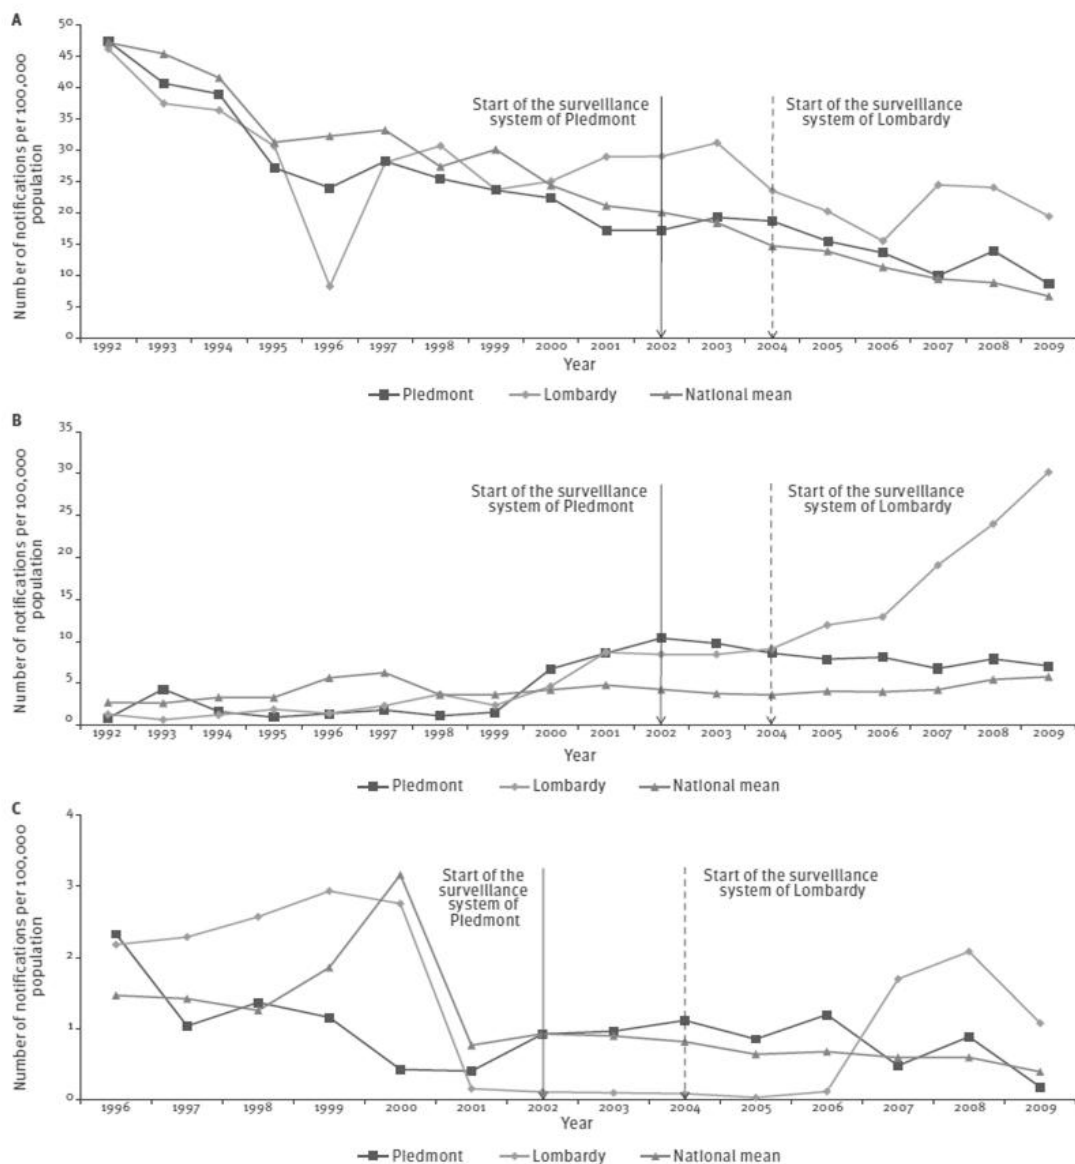 A
Number of notifications per 100,000
population
50
45
40
35
30
25
20
15
10
5
0
Start of the surveillance
system of Piedmont
Start of the surveillance
system of Lombardy
1992 1993 1994 1995 1996 1997 1998 1999 2000 2001 2002 2003 2004 2005 2006 2007 2008 2009
Year
Piedmont Lombardy National mean
B
Number of notifications per 100,000
population
35
30
25
20
15
10
5
0
Start of the surveillance
system of Piedmont
Start of the surveillance
system of Lombardy
1992 1993 1994 1995 1996 1997 1998 1999 2000 2001 2002 2003 2004 2005 2006 2007 2008 2009
Year
Piedmont Lombardy National mean
C
Number of notifications per 100,000
population
4
3
2
1
0
Start of the
surveillance
system of
Piedmont
Start of the surveillance
system of Lombardy
1996 1997 1998 1999 2000 2001 2002 2003 2004 2005 2006 2007 2008 2009
Year
Piedmont Lombardy National mean